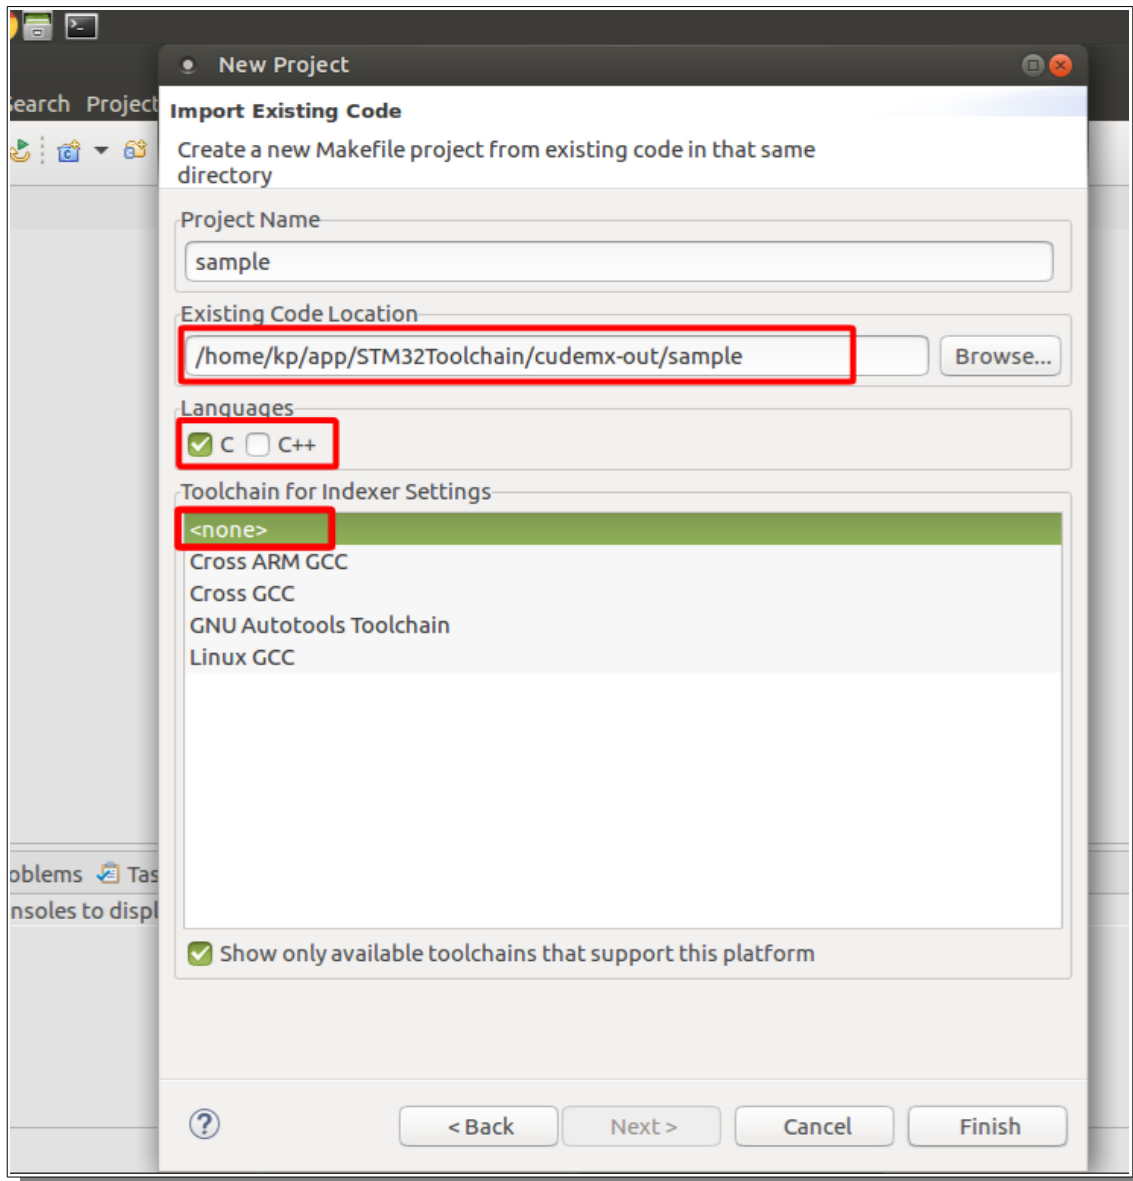 New Project
Search Project
Import Existing Code
Create a new Makefile project from existing code in that same
directory
Project Name
sample
Existing Code Location
/home/kp/app/STM32Toolchain/cudemx-out/sample
Browse...
Languages
C C++
Toolchain for Indexer Settings
<none>
Cross ARM GCC
Cross GCC
GNU Autotools Toolchain
Linux GCC
oblems Tas
nsoles to displ
Show only available toolchains that support this platform
< Back Next > Cancel Finish